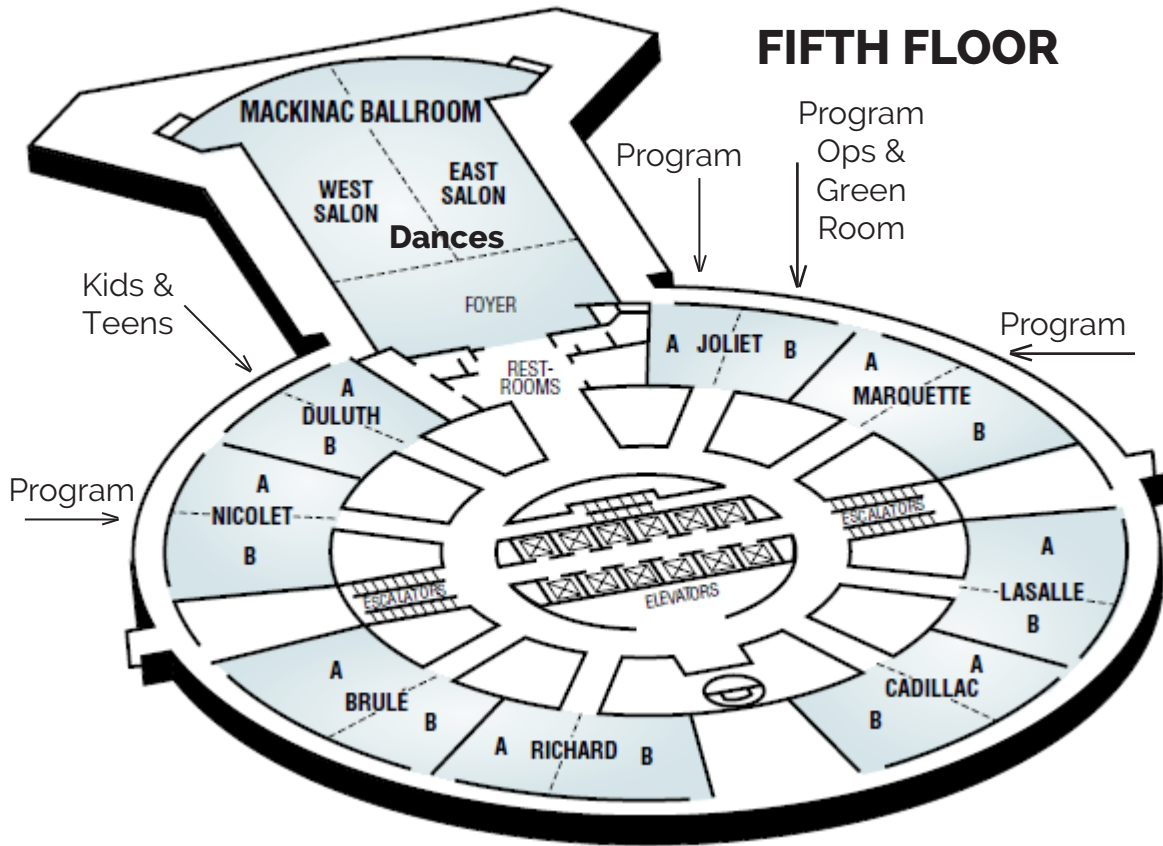 FIFTH FLOOR
MACKINAC BALLROOM
WEST
SALON
EAST
SALON
Dances
FOYER
REST-
ROOMS
Program
Program
Ops &
Green
Room
Kids &
Teens
Program
Program
A JOLIET B
A
MARQUETTE
B
A
DULUTH
B
A
NICOLET
B
ESCALATORS
ESCALATORS
ELEVATORS
A
LASALLE
B
A
CADILLAC
B
A
BRULE
B
A RICHARD B